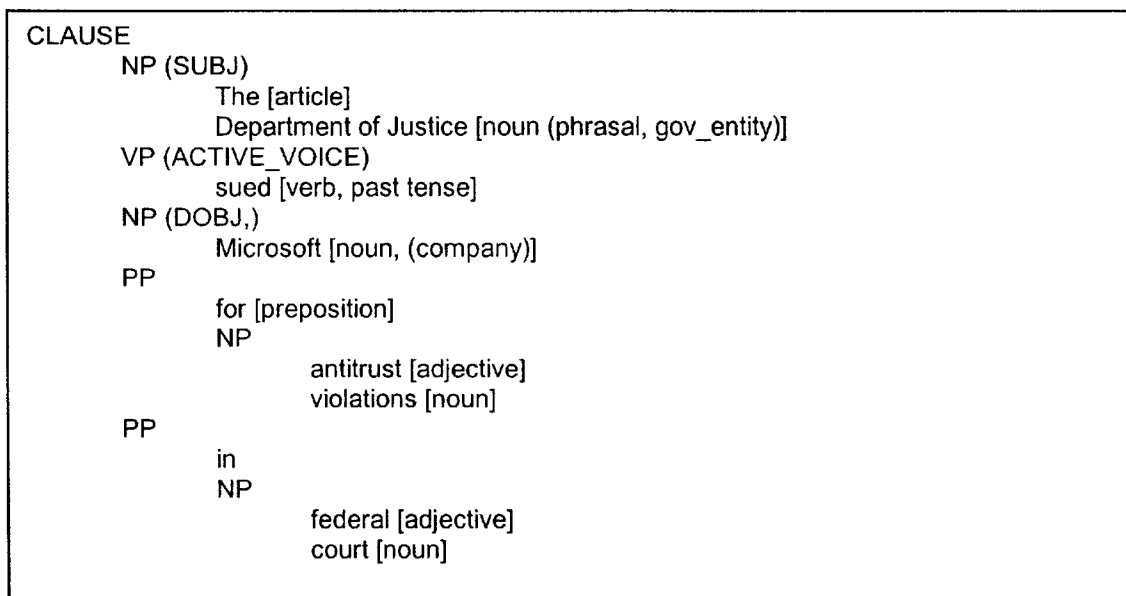 CLAUSE
NP (SUBJ)
The [article]
Department of Justice [noun (phrasal, gov_entity)]
VP (ACTIVE_VOICE)
sued [verb, past tense]
NP (DOBJ,)
Microsoft [noun, (company)]
PP
for [preposition]
NP
antitrust [adjective]
violations [noun]
PP
in
NP
federal [adjective]
court [noun]